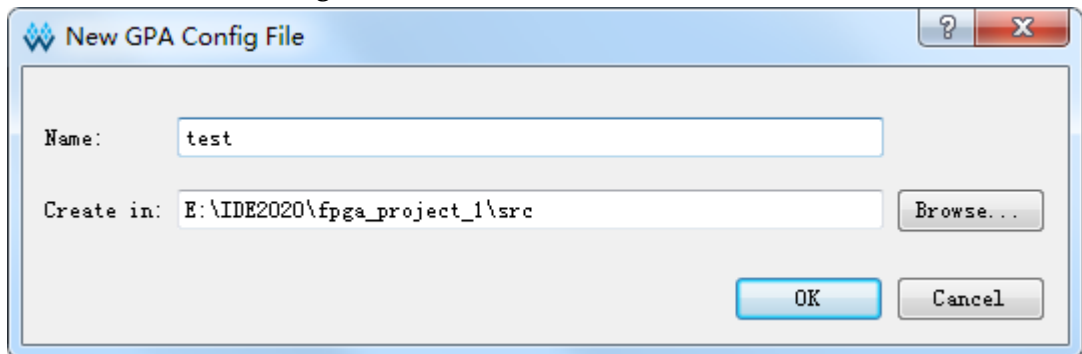 New GPA Config File
Name: test
Create in: E:\IDE2020\fpga_project_1\src Browse...
OK Cancel